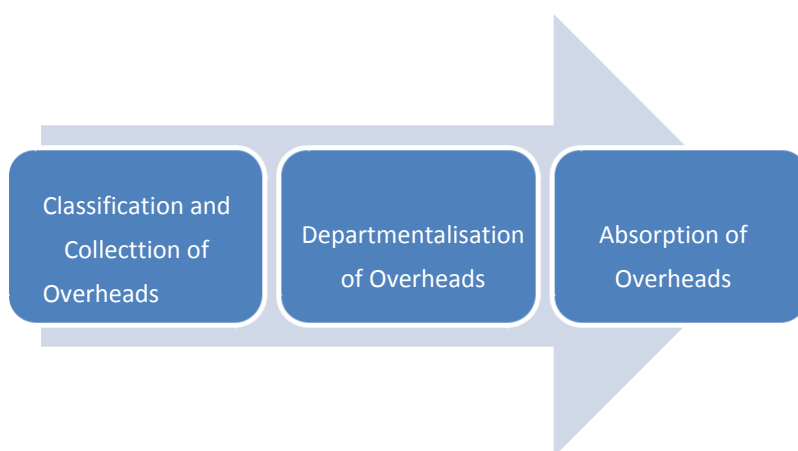 Classification and
Collecttion of
Overheads
Departmentalisation
of Overheads
Absorption of
Overheads